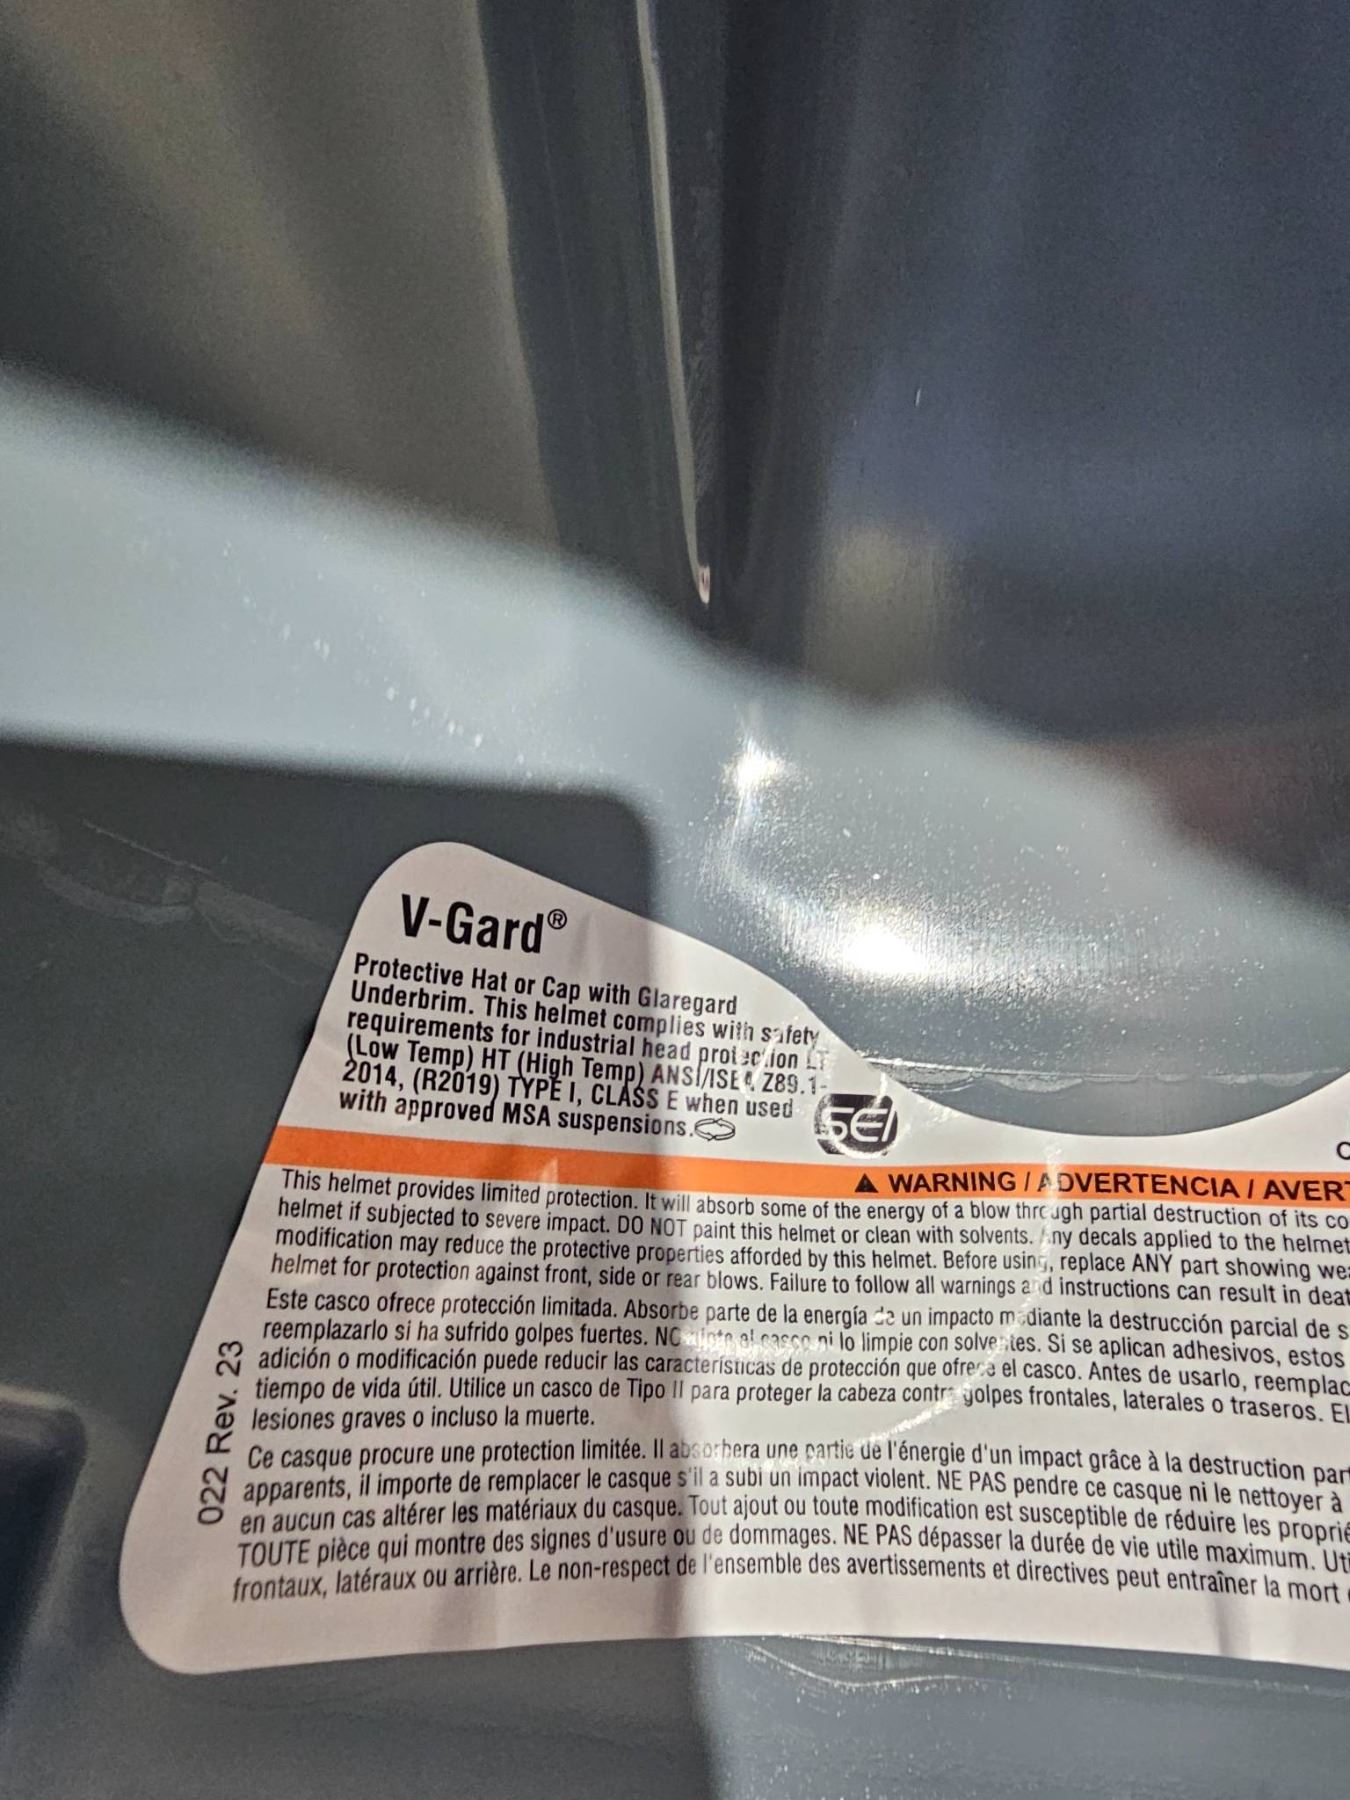 V-Gard®
Protective Hat or Cap with Glaregard
Underbrim. This helmet complies with safety
requirements for industrial head protection LT
(Low Temp) HT (High Temp) ANSI/ISEA Z89.1-
2014, (R2019) TYPE I, CLASS E when used
with approved MSA suspensions.
SEI
WARNING / ADVERTENCIA / AVERT
This helmet provides limited protection. It will absorb some of the energy of a blow through partial destruction of its co
helmet if subjected to severe impact. DO NOT paint this helmet or clean with solvents. Any decals applied to the helmet
modification may reduce the protective properties afforded by this helmet. Before using, replace ANY part showing wea
helmet for protection against front, side or rear blows. Failure to follow all warnings and instructions can result in deat
Este casco ofrece protección limitada. Absorbe parte de la energía de un impacto mediante la destrucción parcial de s
reemplazarlo si ha sufrido golpes fuertes. NO el casco ni lo limpie con solventes. Si se aplican adhesivos, estos
adición o modificación puede reducir las características de protección que ofrece el casco. Antes de usarlo, reemplac
tiempo de vida útil. Utilice un casco de Tipo II para proteger la cabeza contra golpes frontales, laterales o traseros. El
lesiones graves o incluso la muerte.
Ce casque procure une protection limitée. Il absorbera une partie de l'énergie d'un impact grâce à la destruction part
apparents, il importe de remplacer le casque s'il a subi un impact violent. NE PAS pendre ce casque ni le nettoyer à
en aucun cas altérer les matériaux du casque. Tout ajout ou toute modification est susceptible de réduire les proprié
TOUTE pièce qui montre des signes d'usure ou de dommages. NE PAS dépasser la durée de vie utile maximum. Uti
frontaux, latéraux ou arrière. Le non-respect de l'ensemble des avertissements et directives peut entraîner la mort
022 Rev. 23